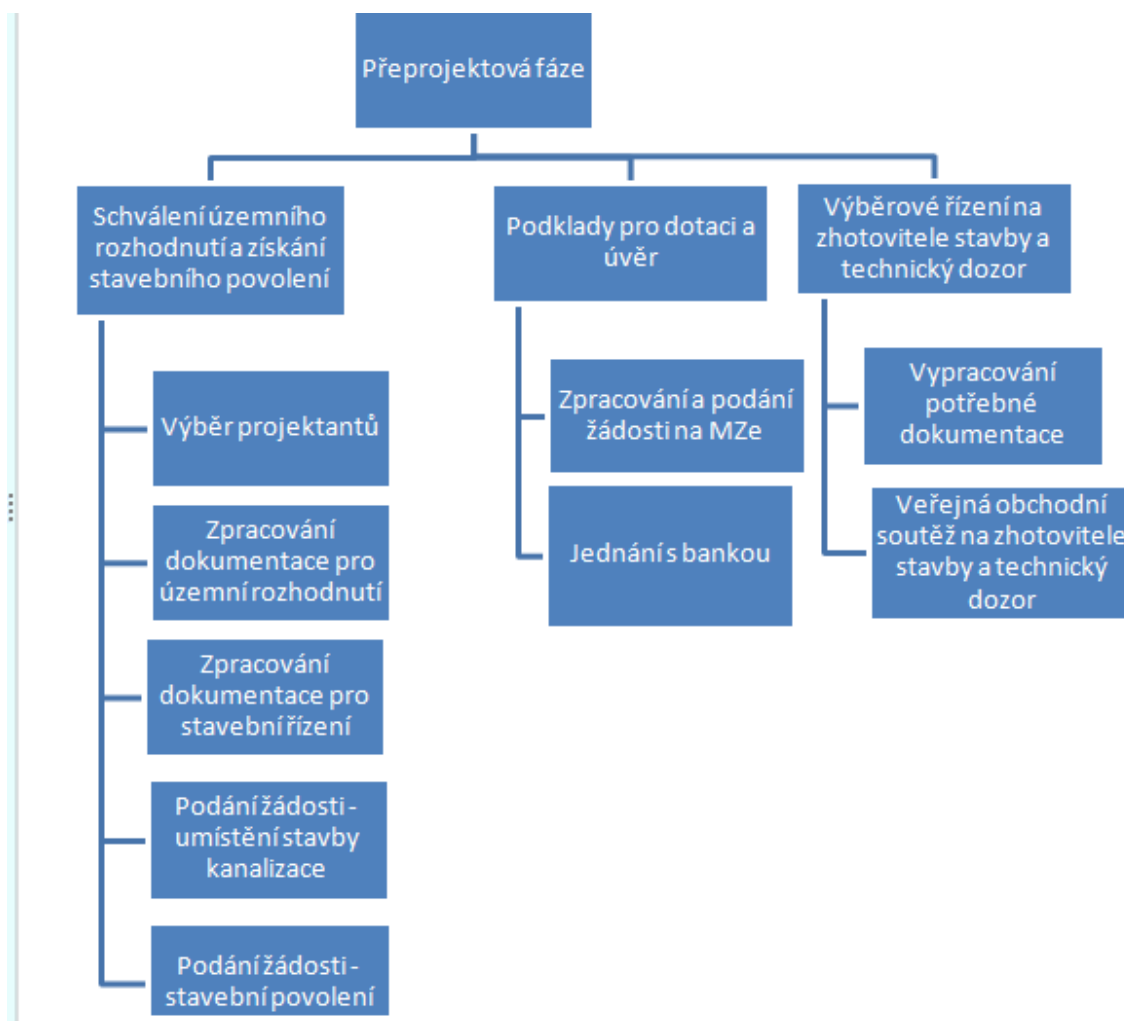 Přeprojektová fáze
Schválení územního
rozhodnutí a získání
stavebního povolení
Výběr projektantů
Zpracování
dokumentace pro
územní rozhodnutí
Zpracování
dokumentace pro
stavební řízení
Podání žádosti -
umístění stavby
kanalizace
Podání žádosti -
stavební povolení
Podklady pro dotaci a
úvěr
Zpracování a podání
žádosti na MZe
Jednání s bankou
Výběrové řízení na
zhotovitele stavby a
technický dozor
Vypracování
potřebné
dokumentace
Veřejná obchodní
soutěž na zhotovitele
stavby a technický
dozor